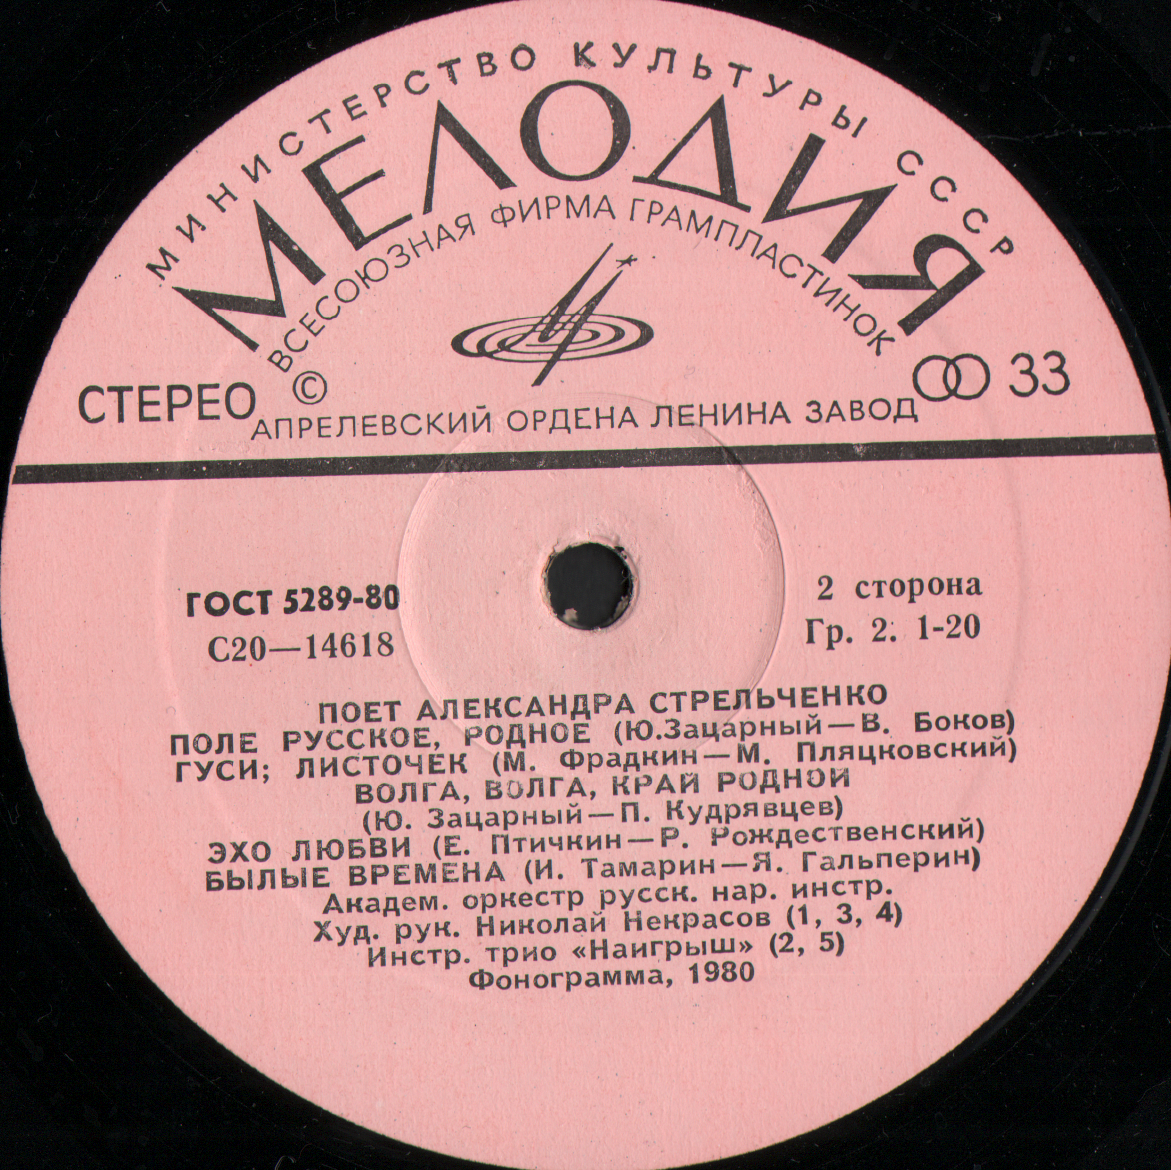 МИНИСТЕРСТВО КУЛЬТУРЫ СССР
МЕЛОДИЯ
ВСЕСОЮЗНАЯ ФИРМА ГРАМПЛАСТИНОК
СТЕРЕО © 33
АПРЕЛЕВСКИЙ ОРДЕНА ЛЕНИНА ЗАВОД
ГОСТ 5289-80
С20—14618
2 сторона
Гр. 2. 1-20
ПОЕТ АЛЕКСАНДРА СТРЕЛЬЧЕНКО
ПОЛЕ РУССКОЕ, РОДНОЕ (Ю.Зацарный—В. Боков)
ГУСИ; ЛИСТОЧЕК (М. Фрадкин—М. Пляцковский)
ВОЛГА, ВОЛГА, КРАЙ РОДНОЙ
(Ю. Зацарный—П. Кудрявцев)
ЭХО ЛЮБВИ (Е. Птичкин—Р. Рождественский)
БЫЛЫЕ ВРЕМЕНА (И. Тамарин—Я. Гальперин)
Академ. оркестр русск. нар. инстр.
Худ. рук. Николай Некрасов (1, 3, 4)
Инстр. трио «Наигрыш» (2, 5)
Фонограмма, 1980